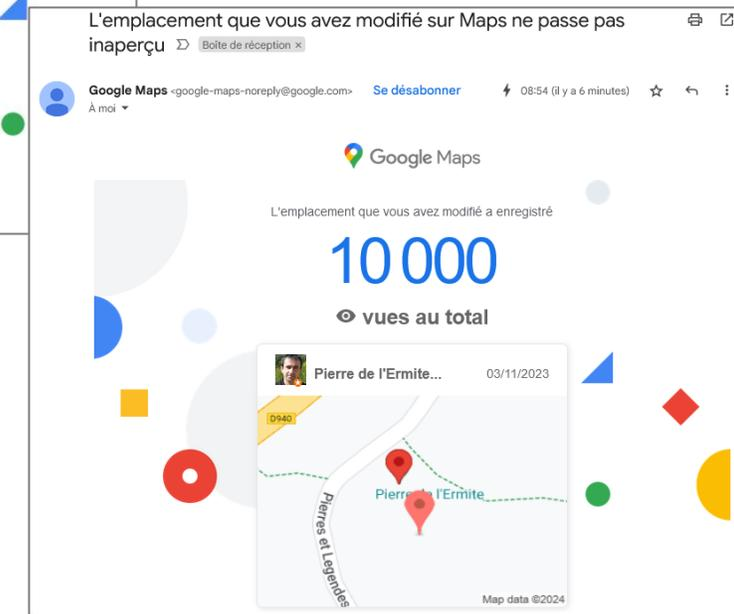 L'emplacement que vous avez modifié sur Maps ne passe pas
inaperçu Boîte de réception ×
Google Maps <google-maps-noreply@google.com> Se désabonner 08:54 (il y a 6 minutes)
À moi
Google Maps
L'emplacement que vous avez modifié a enregistré
10 000
vues au total
Pierre de l'Ermite... 03/11/2023
D940
Pierre de l'Ermite
Pierres et Legendes
Map data ©2024